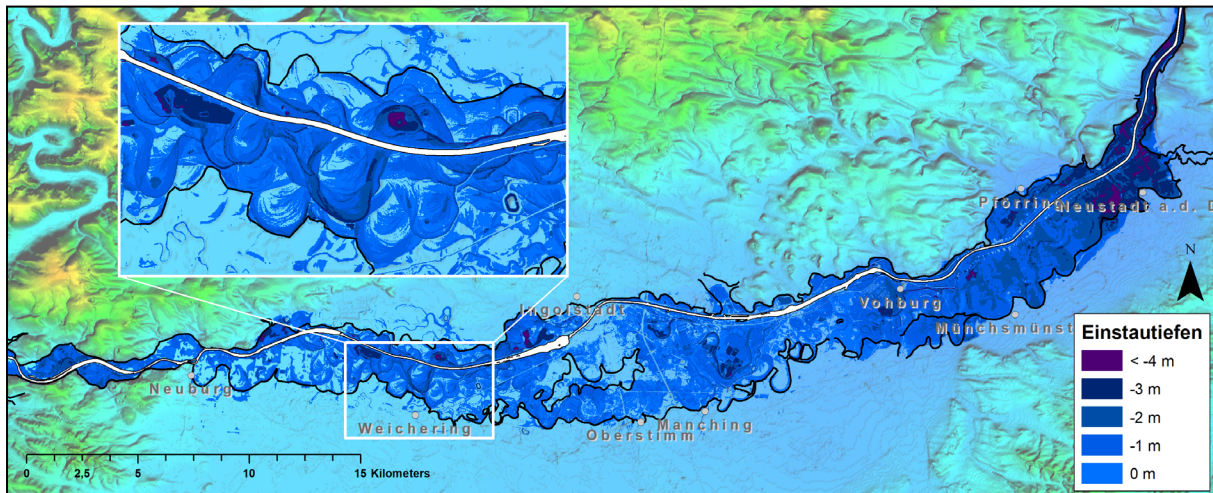 Pförring
Neustadt a.d. D
N
Ingolstadt
Vohburg
Münchsmünst
Neuburg
Weichering
Oberstimm
Manching
0 2,5 5 10 15 Kilometers
Einstautiefen
< -4 m
-3 m
-2 m
-1 m
0 m